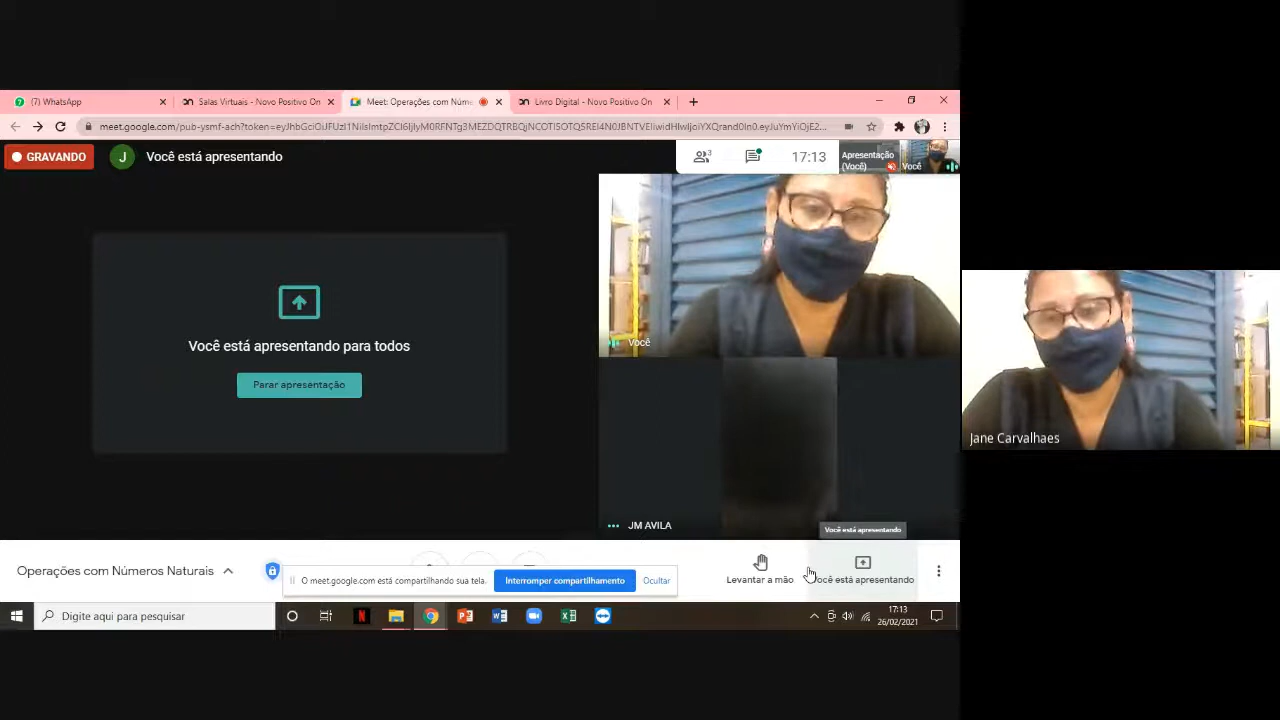 (7) WhatsApp
Salas Virtuais - Novo Positivo On
Meet: Operações com Núme
Livro Digital - Novo Positivo On
GRAVANDO
J
Você está apresentando
3
17:13
Apresentação
(Você)
Você
Você está apresentando para todos
Parar apresentação
Você
JM AVILA
Jane Carvalhaes
Você está apresentando
Operações com Números Naturais
O meet.google.com está compartilhando sua tela.
Interromper compartilhamento
Ocultar
Levantar a mão
Você está apresentando
Digite aqui para pesquisar
17:13
26/02/2021